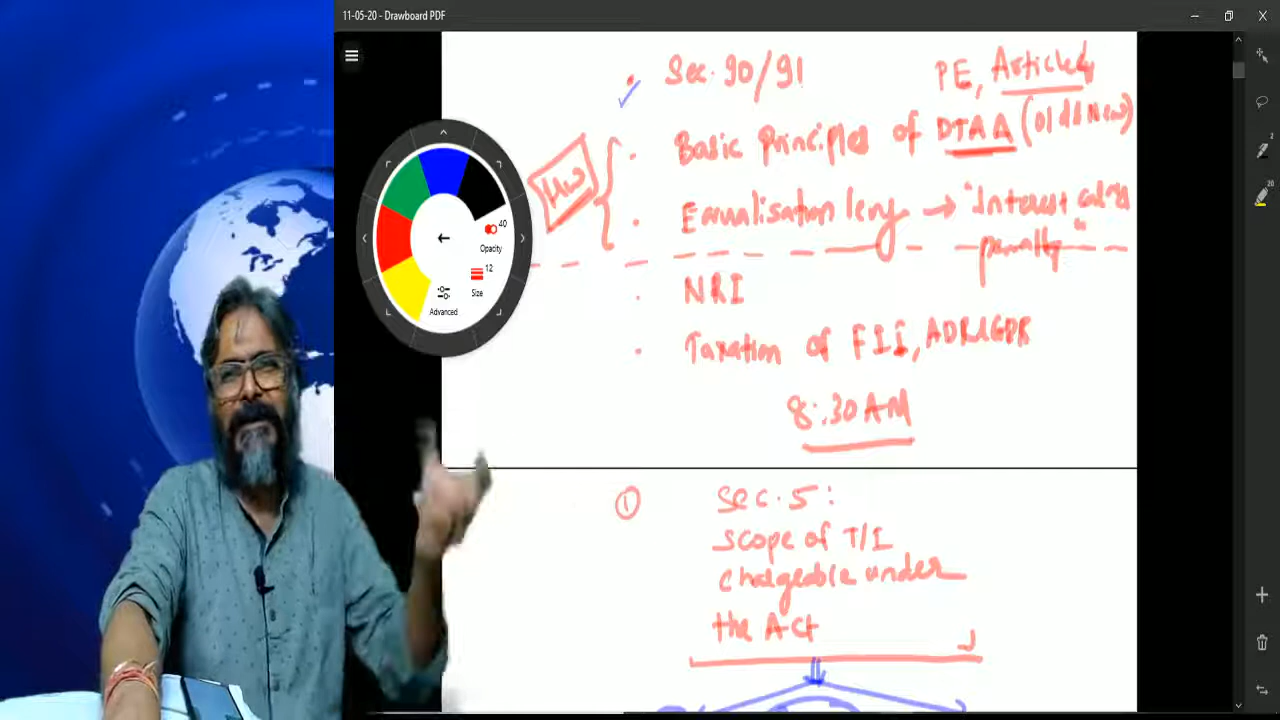 11-05-20 - Drawboard PDF
• Sec. 90/91 PE, Articles
• Basic Principles of DTAA (old & New)
HW
• Equalisation levy → "Interest
penalty"
• NRI
• Taxation of FII, ADR/GDR
8:30 AM
40
Opacity
12
Size
Advanced
2
20
① Sec. 5:
scope of T/I
chargeable under
the Act